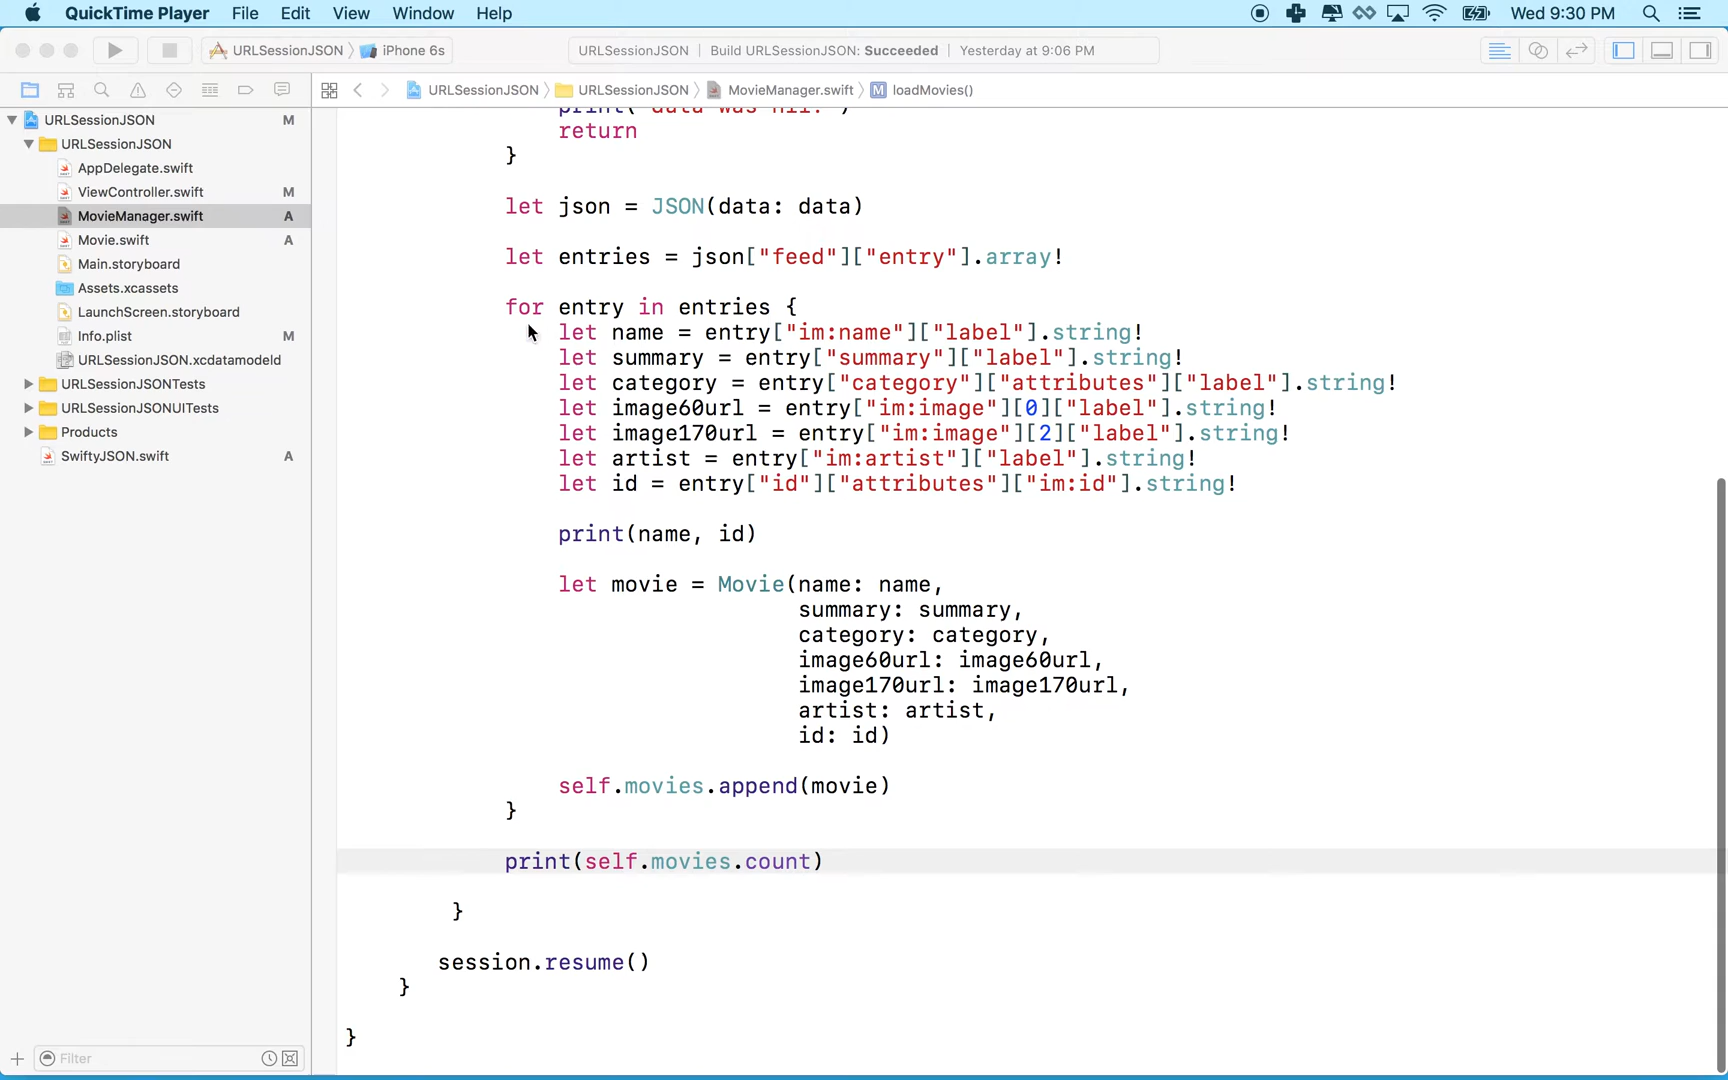 QuickTime Player File Edit View Window Help Wed 9:30 PM
URLSessionJSON iPhone 6s URLSessionJSON Build URLSessionJSON: Succeeded Yesterday at 9:06 PM
URLSessionJSON URLSessionJSON MovieManager.swift M loadMovies()
URLSessionJSON M
URLSessionJSON
AppDelegate.swift
ViewController.swift M
MovieManager.swift A
Movie.swift A
Main.storyboard
Assets.xcassets
LaunchScreen.storyboard
Info.plist M
URLSessionJSON.xcdatamodeld
URLSessionJSONTests
URLSessionJSONUITests
Products
SwiftyJSON.swift A
Filter
return
}
let json = JSON(data: data)
let entries = json["feed"]["entry"].array!
for entry in entries {
let name = entry["im:name"]["label"].string!
let summary = entry["summary"]["label"].string!
let category = entry["category"]["attributes"]["label"].string!
let image60url = entry["im:image"][0]["label"].string!
let image170url = entry["im:image"][2]["label"].string!
let artist = entry["im:artist"]["label"].string!
let id = entry["id"]["attributes"]["im:id"].string!
print(name, id)
let movie = Movie(name: name,
summary: summary,
category: category,
image60url: image60url,
image170url: image170url,
artist: artist,
id: id)
self.movies.append(movie)
}
print(self.movies.count)
}
session.resume()
}
}